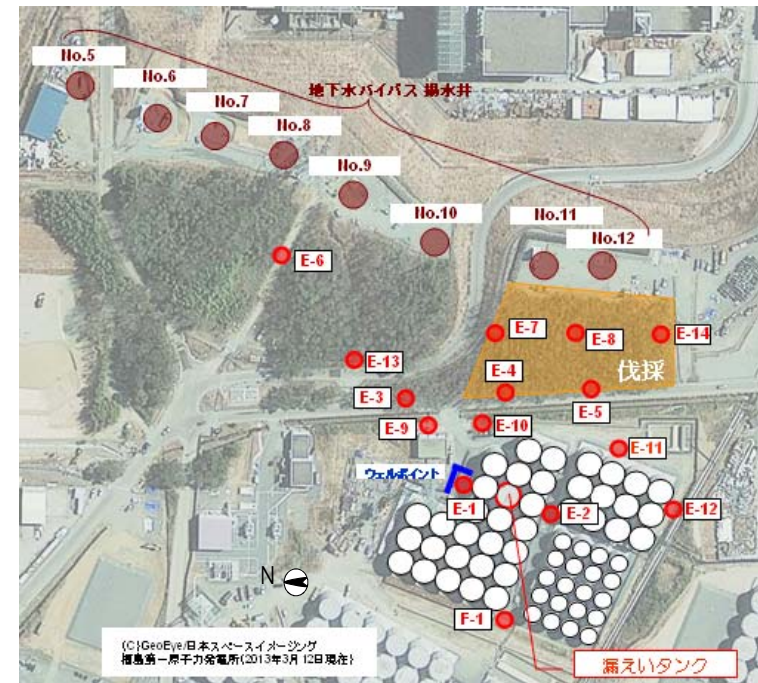 No.5
No.6
No.7
No.8
No.9
No.10
地下水バイパス 揚水井
No.11
No.12
E-6
E-7
E-8
E-14
E-13
E-4
伐採
E-3
E-5
E-9
E-10
E-11
ウェルポイント
E-1
E-2
E-12
N
F-1
(C)GeoEye/日本スペースイメージング
福島第一原子力発電所(2013年3月12日現在)
漏えいタンク